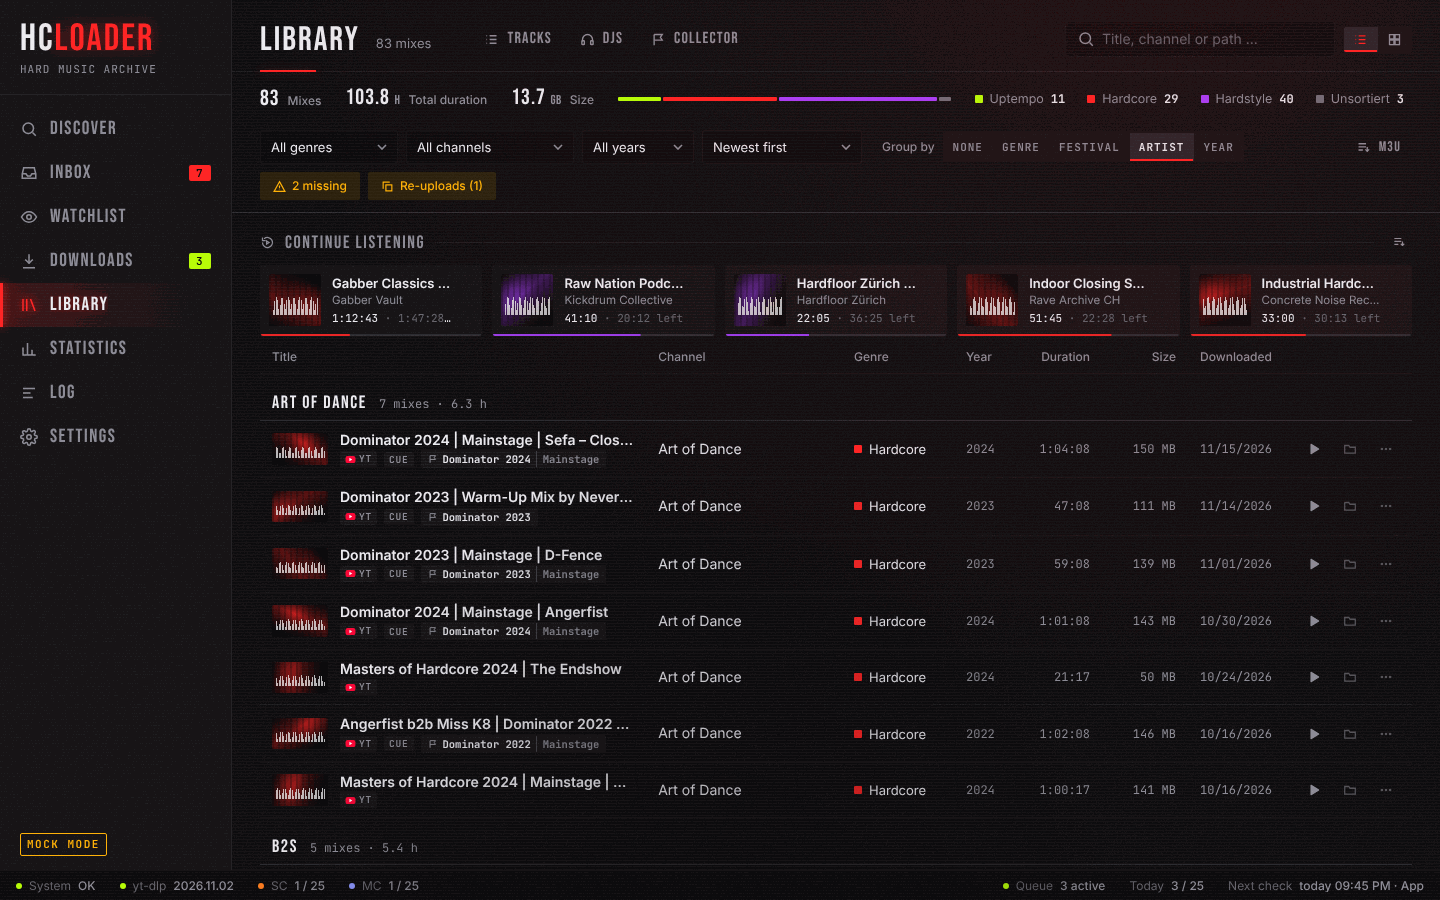 HCLOADER
HARD MUSIC ARCHIVE
DISCOVER
INBOX 7
WATCHLIST
DOWNLOADS 3
LIBRARY
STATISTICS
LOG
SETTINGS
MOCK MODE
LIBRARY 83 mixes TRACKS DJS COLLECTOR Title, channel or path ...
83 Mixes 103.8 H Total duration 13.7 GB Size Uptempo 11 Hardcore 29 Hardstyle 40 Unsortiert 3
All genres All channels All years Newest first Group by NONE GENRE FESTIVAL ARTIST YEAR M3U
2 missing Re-uploads (1)
CONTINUE LISTENING
Gabber Classics ...
Gabber Vault
1:12:43 · 1:47:28…
Raw Nation Podc...
Kickdrum Collective
41:10 · 20:12 left
Hardfloor Zürich ...
Hardfloor Zürich
22:05 · 36:25 left
Indoor Closing S...
Rave Archive CH
51:45 · 22:28 left
Industrial Hardc...
Concrete Noise Rec...
33:00 · 30:13 left
Title Channel Genre Year Duration Size Downloaded
ART OF DANCE 7 mixes · 6.3 h
Dominator 2024 | Mainstage | Sefa – Clos... Art of Dance Hardcore 2024 1:04:08 150 MB 11/15/2026
YT CUE Dominator 2024 | Mainstage
Dominator 2023 | Warm-Up Mix by Never... Art of Dance Hardcore 2023 47:08 111 MB 11/14/2026
YT CUE Dominator 2023
Dominator 2023 | Mainstage | D-Fence Art of Dance Hardcore 2023 59:08 139 MB 11/01/2026
YT CUE Dominator 2023 | Mainstage
Dominator 2024 | Mainstage | Angerfist Art of Dance Hardcore 2024 1:01:08 143 MB 10/30/2026
YT CUE Dominator 2024 | Mainstage
Masters of Hardcore 2024 | The Endshow Art of Dance Hardcore 2024 21:17 50 MB 10/24/2026
YT
Angerfist b2b Miss K8 | Dominator 2022 ... Art of Dance Hardcore 2022 1:02:08 146 MB 10/16/2026
YT CUE Dominator 2022 | Mainstage
Masters of Hardcore 2024 | Mainstage | ... Art of Dance Hardcore 2024 1:00:17 141 MB 10/16/2026
YT
B2S 5 mixes · 5.4 h
System OK yt-dlp 2026.11.02 SC 1 / 25 MC 1 / 25 Queue 3 active Today 3 / 25 Next check today 09:45 PM · App